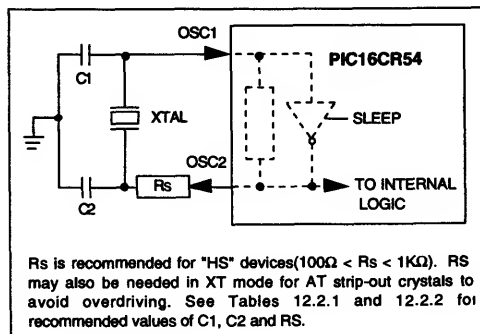 OSC1
PIC16CR54
C1
XTAL
SLEEP
OSC2
Rs
TO INTERNAL
LOGIC
C2
Rs is recommended for "HS" devices(100Ω < Rs < 1KΩ). RS
may also be needed in XT mode for AT strip-out crystals to
avoid overdriving. See Tables 12.2.1 and 12.2.2 for
recommended values of C1, C2 and RS.